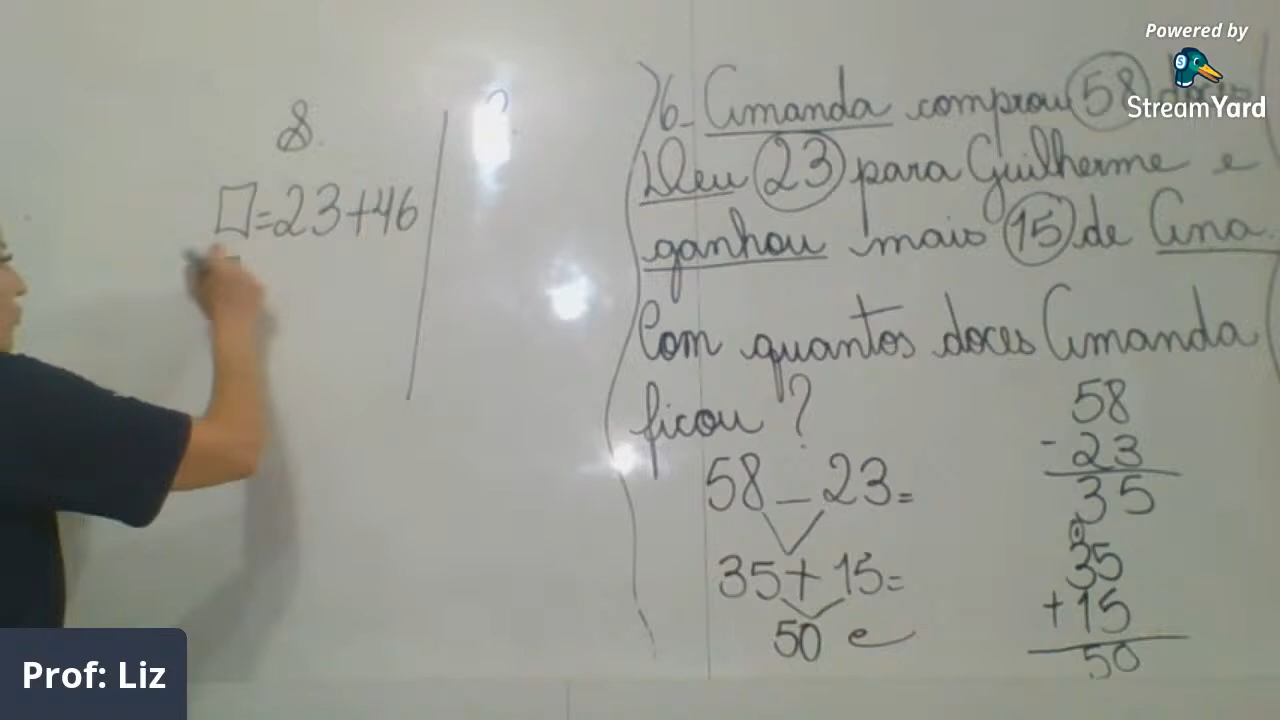 Powered by
StreamYard
8.
□=23+46
?
6- Amanda comprou 58 doces
Deu 23 para Guilherme e
ganhou mais 15 de Ana.
Com quantos doces Amanda
ficou?
58 - 23 =
35 + 15 =
50 e
58
- 23
35
35
+ 15
50
Prof: Liz